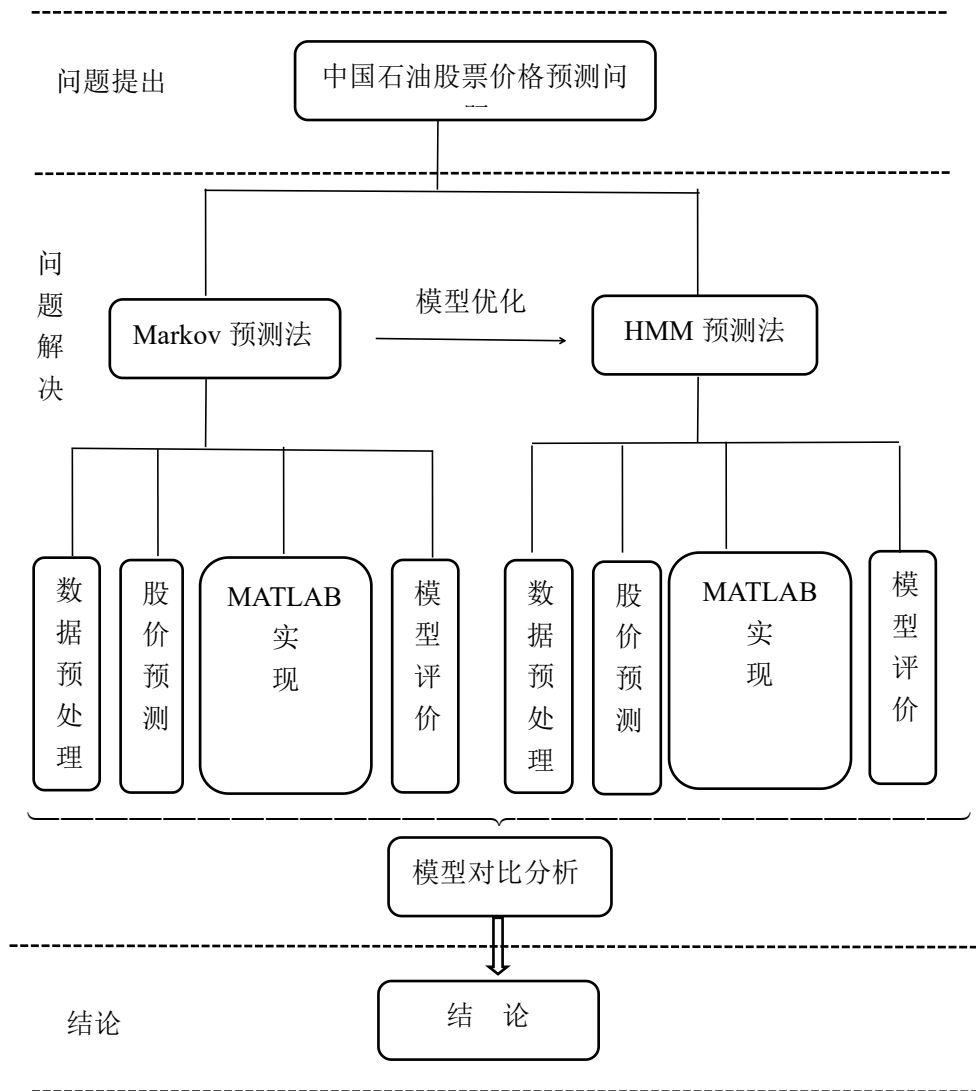 问题提出
中国石油股票价格预测问
问题解决
模型优化
Markov 预测法
HMM 预测法
数据预处理
股价预测
MATLAB
实
现
模型评价
数据预处理
股价预测
MATLAB
实
现
模型评价
模型对比分析
结论
结 论